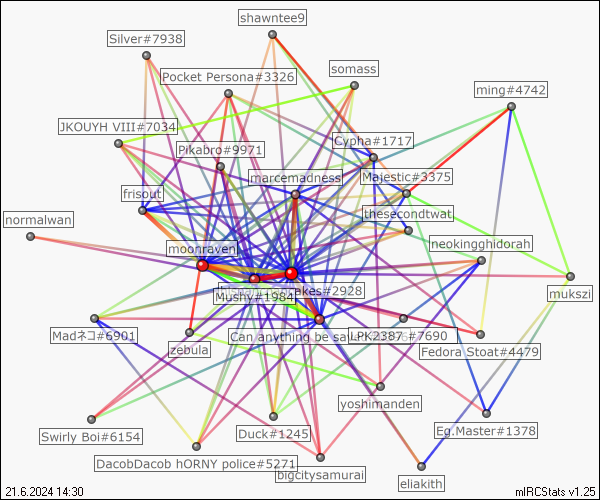 shawntee9
Silver#7938
somass
Pocket Persona#3326
ming#4742
JKOUYH VIII#7034
Cypha#1717
Pikabro#9971
marcemadness
Majestic#3375
frisout
thesecondtwat
normalwan
moonraven
neokingghidorah
cakes#2928
Mushy#1984
mukszi
Madネコ#6901
Can anything be sai
LPK2387#7690
zebula
Fedora Stoat#4479
yoshimanden
Swirly Boi#6154
Duck#1245
Eg.Master#1378
DacobDacob hORNY police#5271
bigcitysamurai
eliakith
21.6.2024 14:30
mIRCStats v1.25